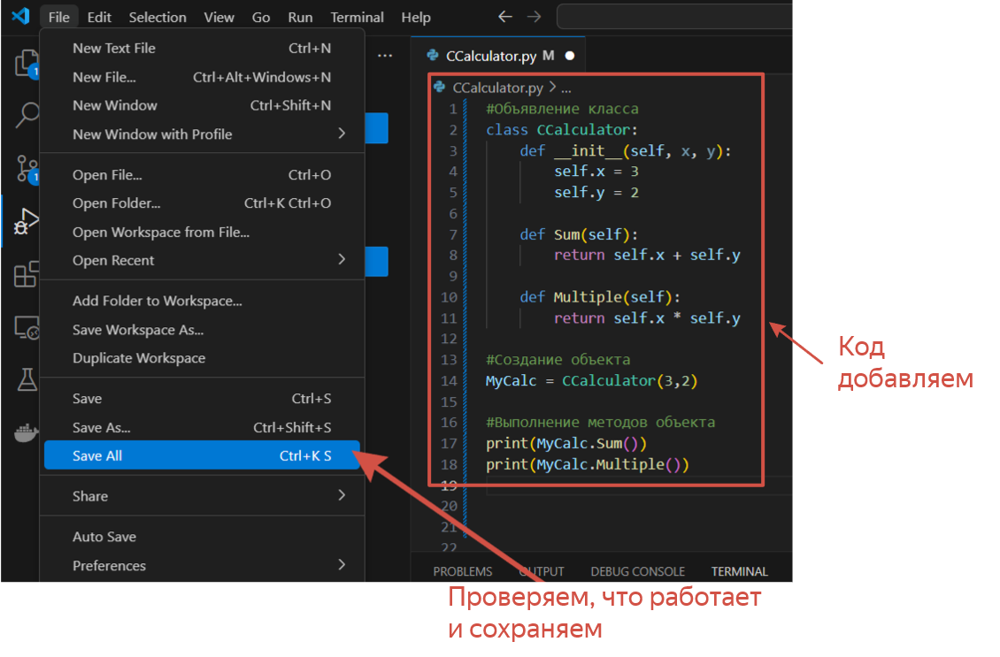 File Edit Selection View Go Run Terminal Help
New Text File Ctrl+N
New File... Ctrl+Alt+Windows+N
New Window Ctrl+Shift+N
New Window with Profile
Open File... Ctrl+O
Open Folder... Ctrl+K Ctrl+O
Open Workspace from File...
Open Recent
Add Folder to Workspace...
Save Workspace As...
Duplicate Workspace
Save Ctrl+S
Save As... Ctrl+Shift+S
Save All Ctrl+K S
Share
Auto Save
Preferences
1
1
...
CCalculator.py M
CCalculator.py > ...
1 #Объявление класса
2 class CCalculator:
3 def __init__(self, x, y):
4 self.x = 3
5 self.y = 2
6
7 def Sum(self):
8 return self.x + self.y
9
10 def Multiple(self):
11 return self.x * self.y
12
13 #Создание объекта
14 MyCalc = CCalculator(3,2)
15
16 #Выполнение методов объекта
17 print(MyCalc.Sum())
18 print(MyCalc.Multiple())
19
20
21
22
PROBLEMS OUTPUT DEBUG CONSOLE TERMINAL
Код
добавляем
Проверяем, что работает
и сохраняем